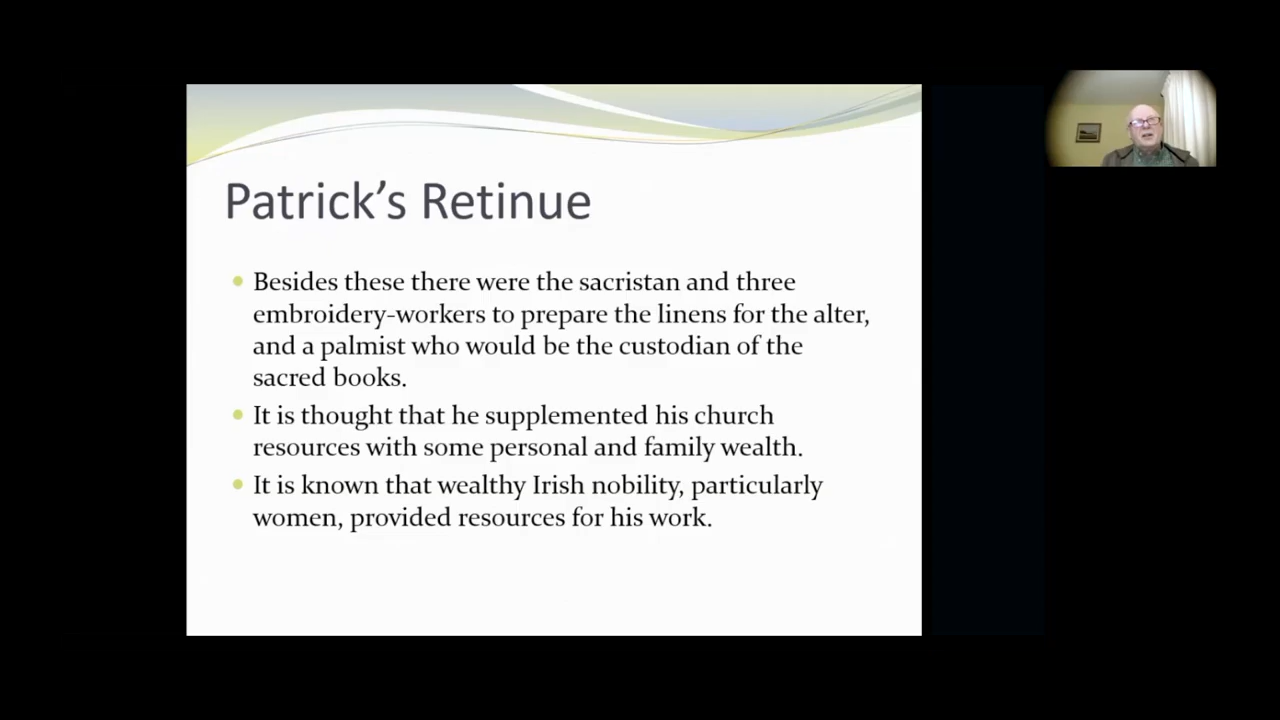 Patrick's Retinue
Besides these there were the sacristan and three
embroidery-workers to prepare the linens for the alter,
and a palmist who would be the custodian of the
sacred books.
It is thought that he supplemented his church
resources with some personal and family wealth.
It is known that wealthy Irish nobility, particularly
women, provided resources for his work.